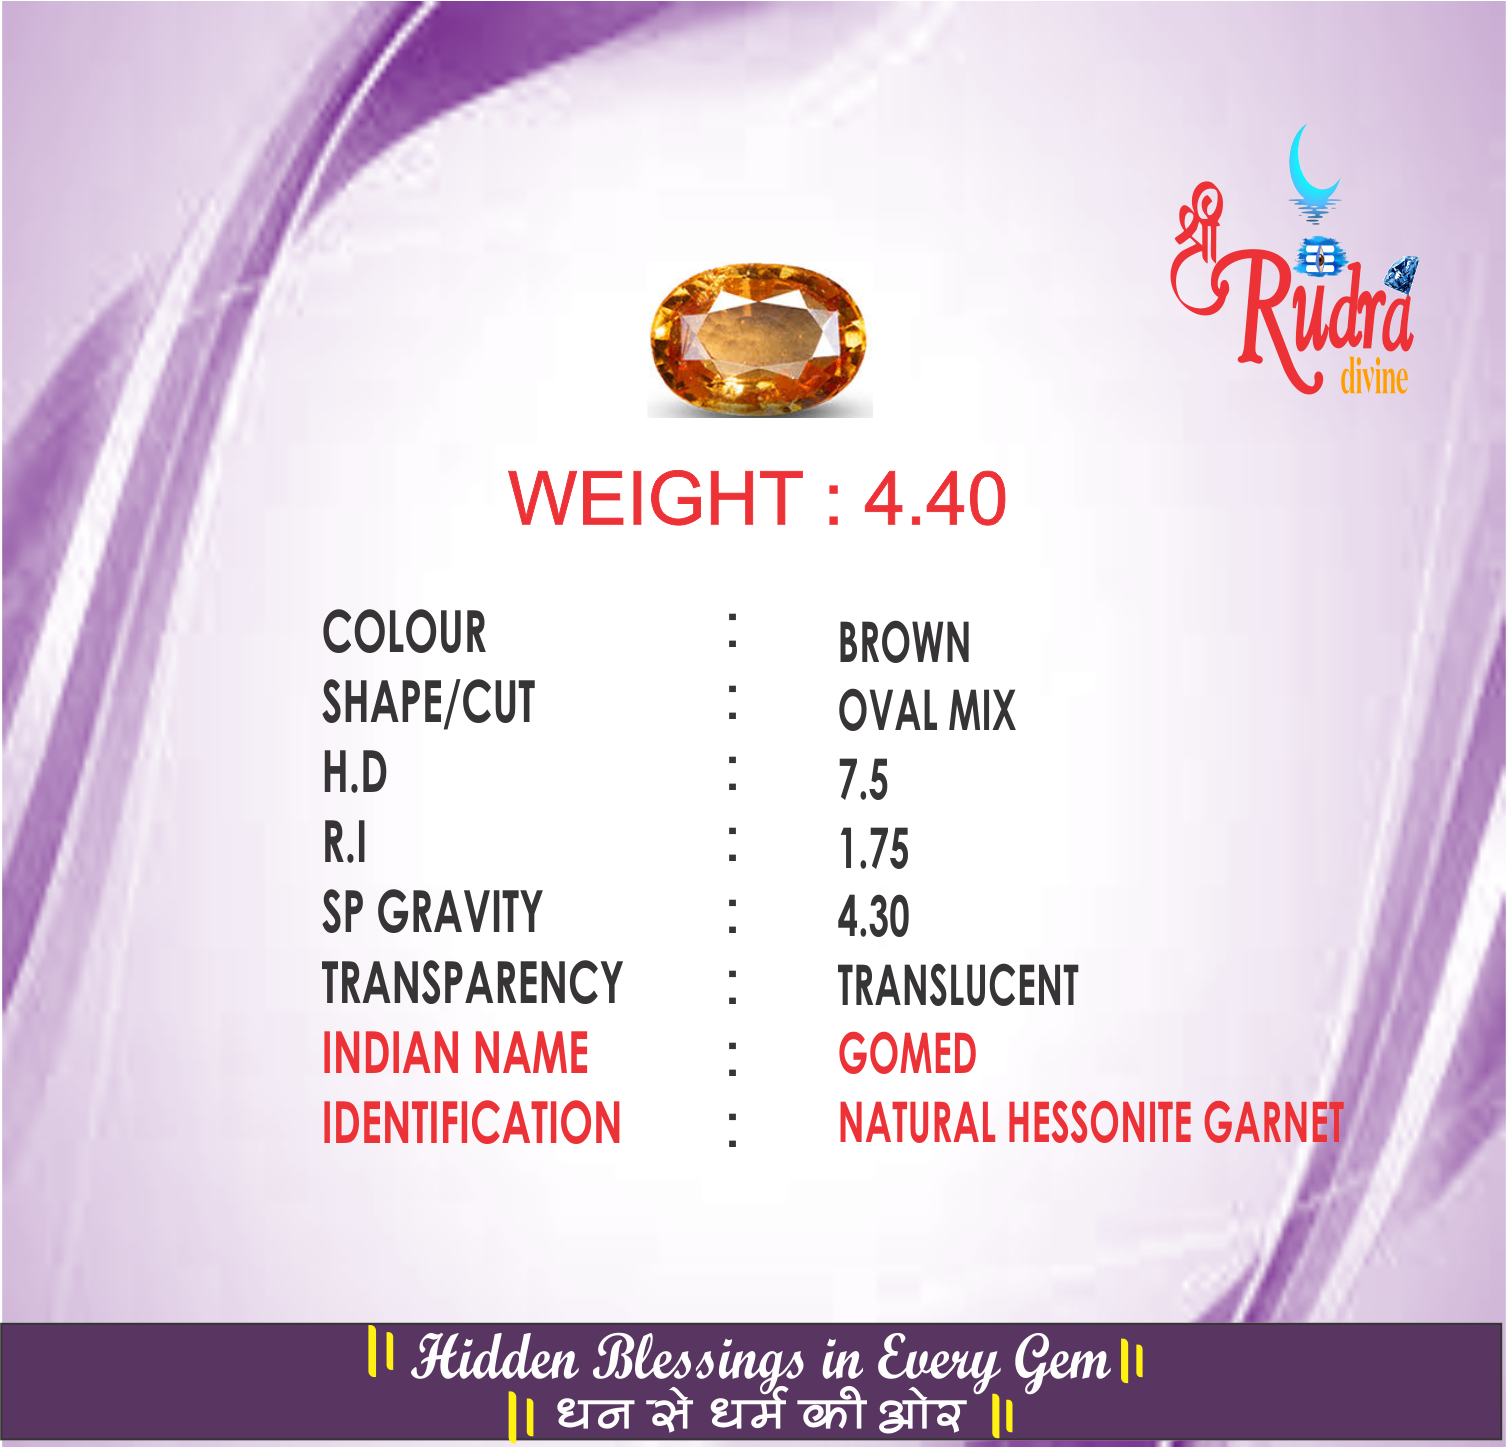 श्री
Rudra
divine
WEIGHT : 4.40
COLOUR : BROWN
SHAPE/CUT : OVAL MIX
H.D : 7.5
R.I : 1.75
SP GRAVITY : 4.30
TRANSPARENCY : TRANSLUCENT
INDIAN NAME : GOMED
IDENTIFICATION : NATURAL HESSONITE GARNET
|| Hidden Blessings in Every Gem ||
|| धन से धर्म की ओर ||